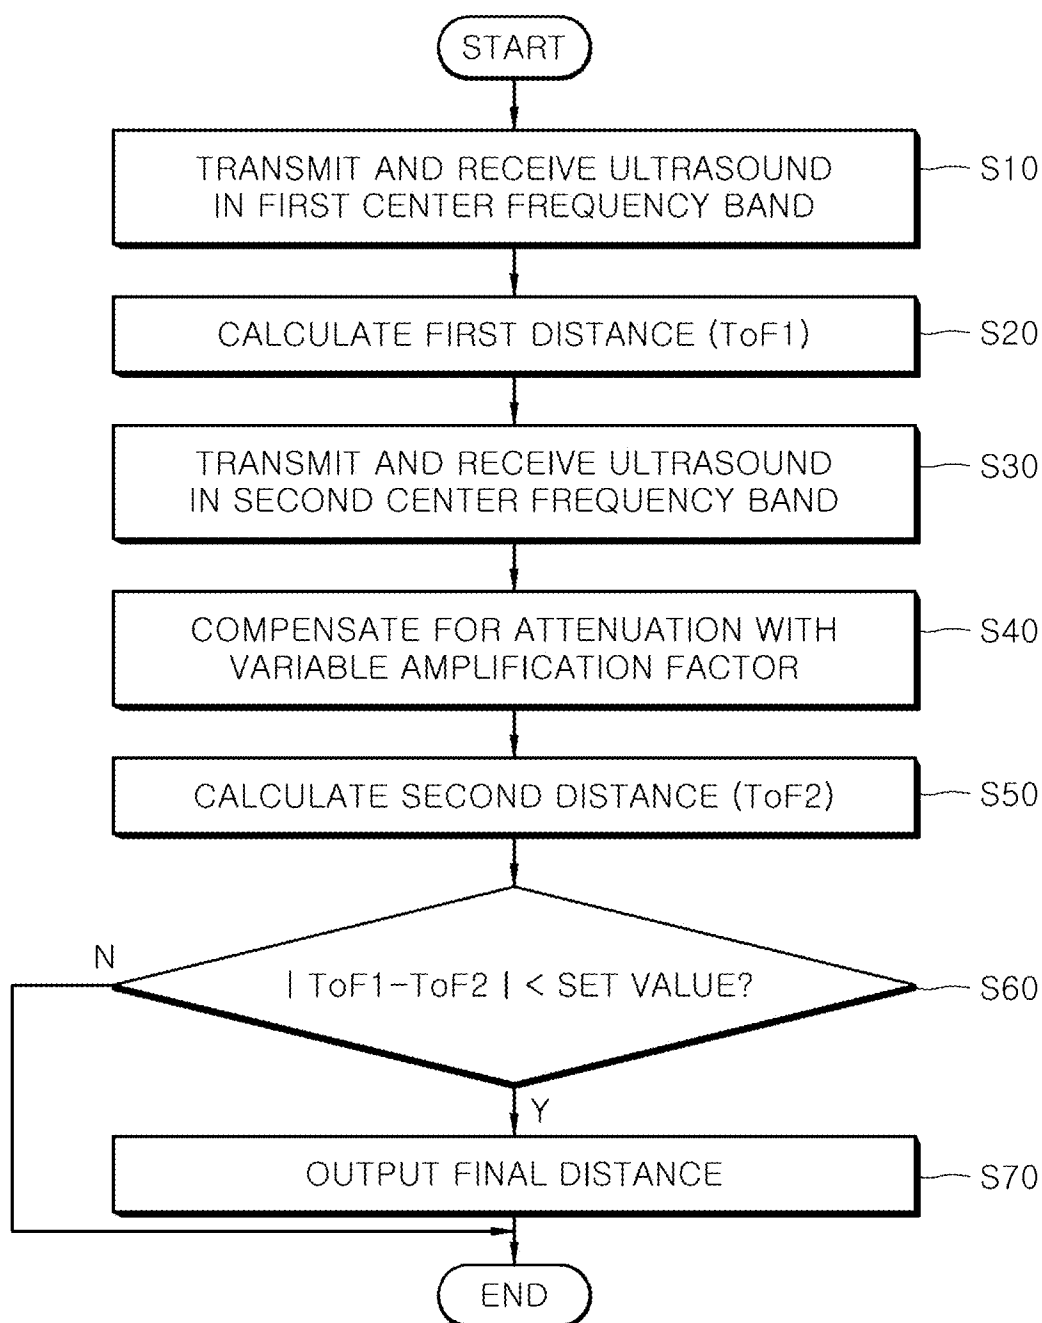 START
TRANSMIT AND RECEIVE ULTRASOUND
IN FIRST CENTER FREQUENCY BAND
S10
CALCULATE FIRST DISTANCE (ToF1)
S20
TRANSMIT AND RECEIVE ULTRASOUND
IN SECOND CENTER FREQUENCY BAND
S30
COMPENSATE FOR ATTENUATION WITH
VARIABLE AMPLIFICATION FACTOR
S40
CALCULATE SECOND DISTANCE (ToF2)
S50
N
| ToF1-ToF2 | < SET VALUE?
S60
Y
OUTPUT FINAL DISTANCE
S70
END